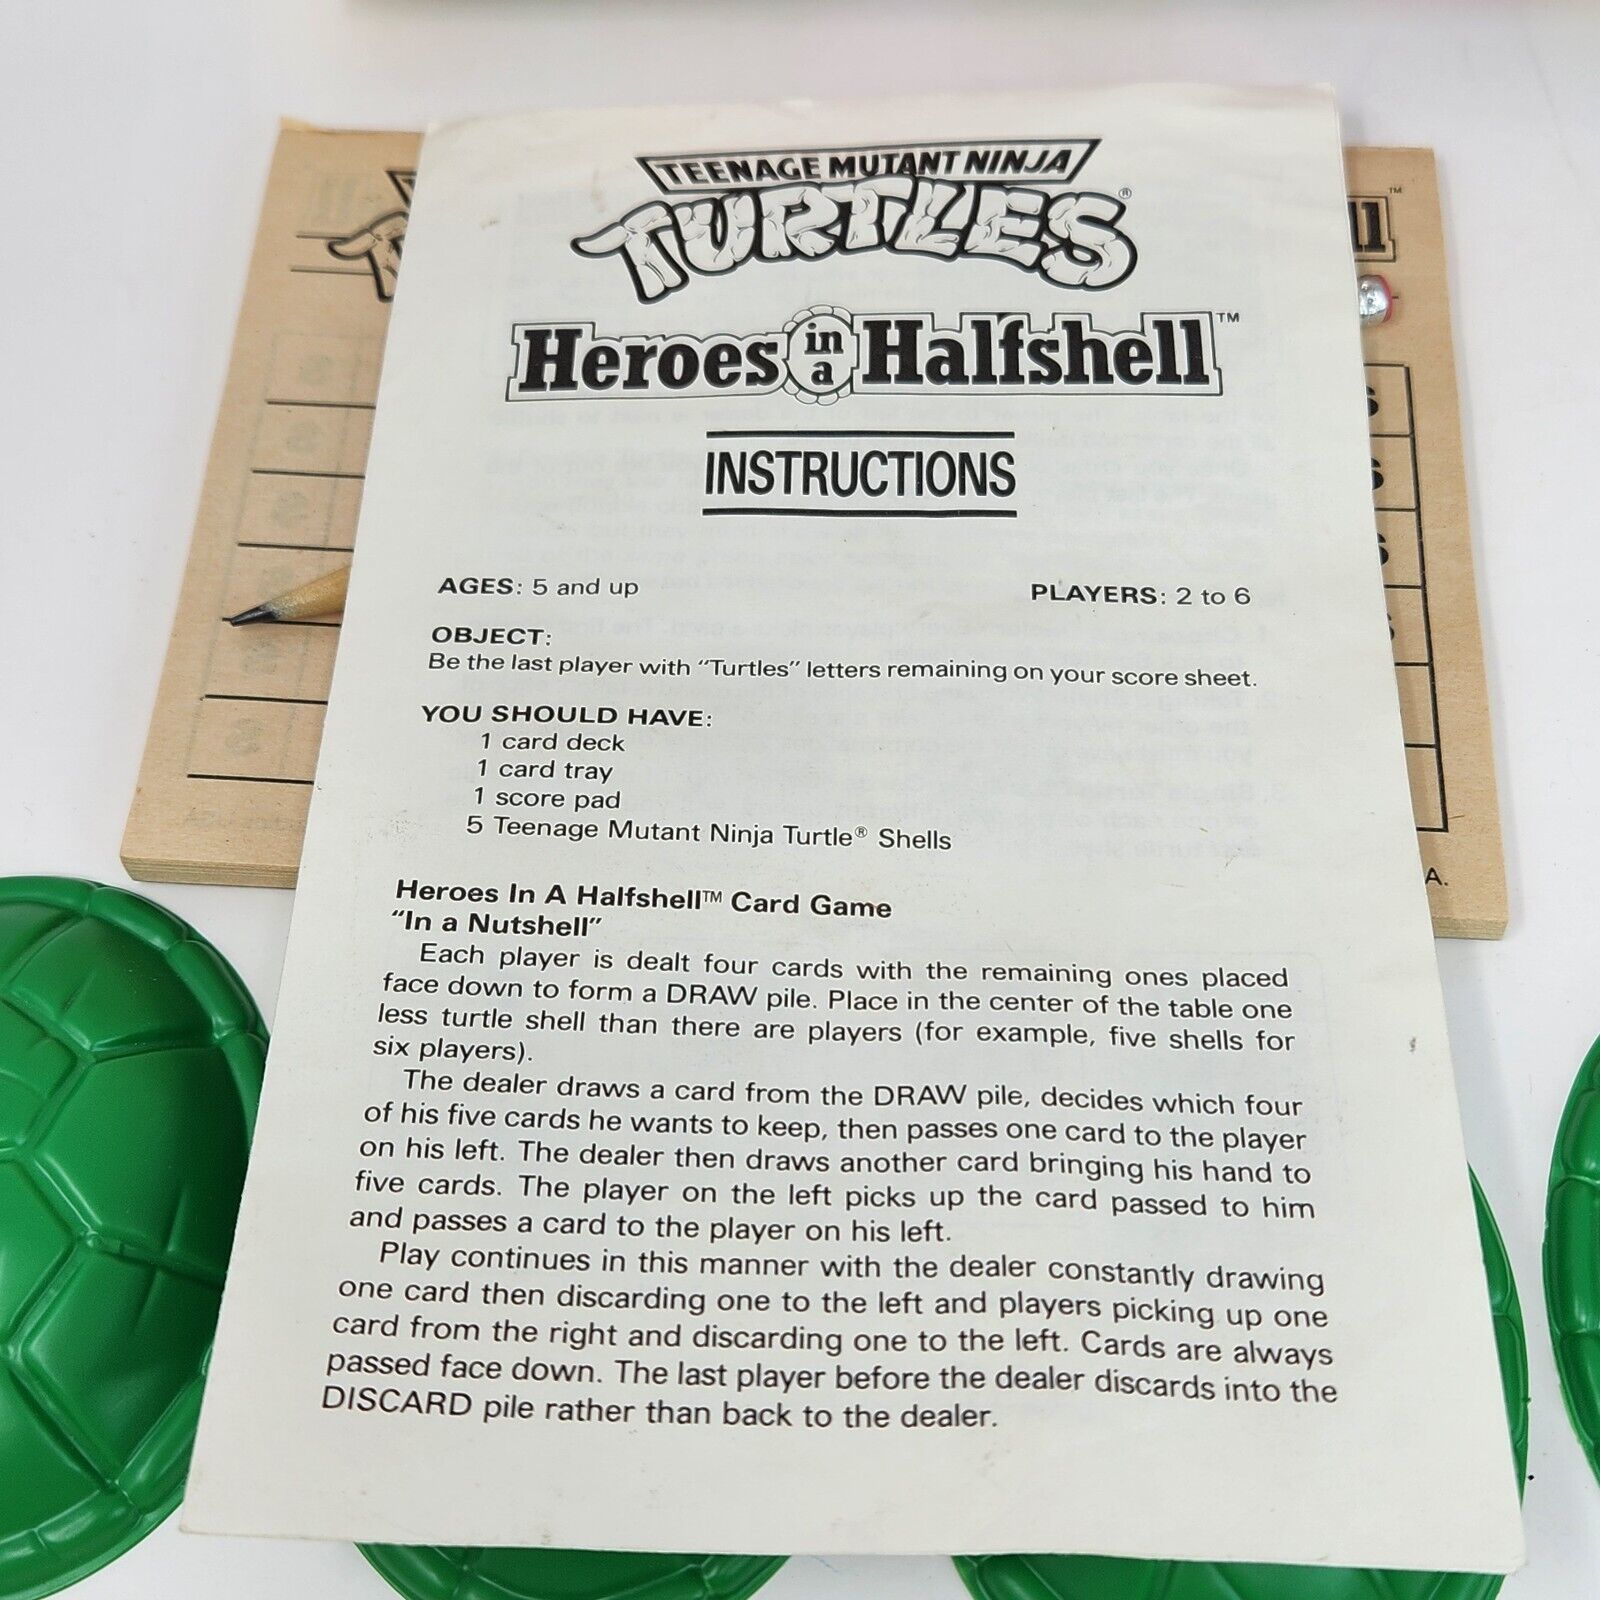 TEENAGE MUTANT NINJA
TURTLES®
Heroes in a Halfshell™
INSTRUCTIONS
AGES: 5 and up PLAYERS: 2 to 6
OBJECT:
Be the last player with "Turtles" letters remaining on your score sheet.
YOU SHOULD HAVE:
1 card deck
1 card tray
1 score pad
5 Teenage Mutant Ninja Turtle® Shells
Heroes In A Halfshell™ Card Game
"In a Nutshell"
Each player is dealt four cards with the remaining ones placed
face down to form a DRAW pile. Place in the center of the table one
less turtle shell than there are players (for example, five shells for
six players).
The dealer draws a card from the DRAW pile, decides which four
of his five cards he wants to keep, then passes one card to the player
on his left. The dealer then draws another card bringing his hand to
five cards. The player on the left picks up the card passed to him
and passes a card to the player on his left.
Play continues in this manner with the dealer constantly drawing
one card then discarding one to the left and players picking up one
card from the right and discarding one to the left. Cards are always
passed face down. The last player before the dealer discards into the
DISCARD pile rather than back to the dealer.
ll™
S
S
S
S
A.